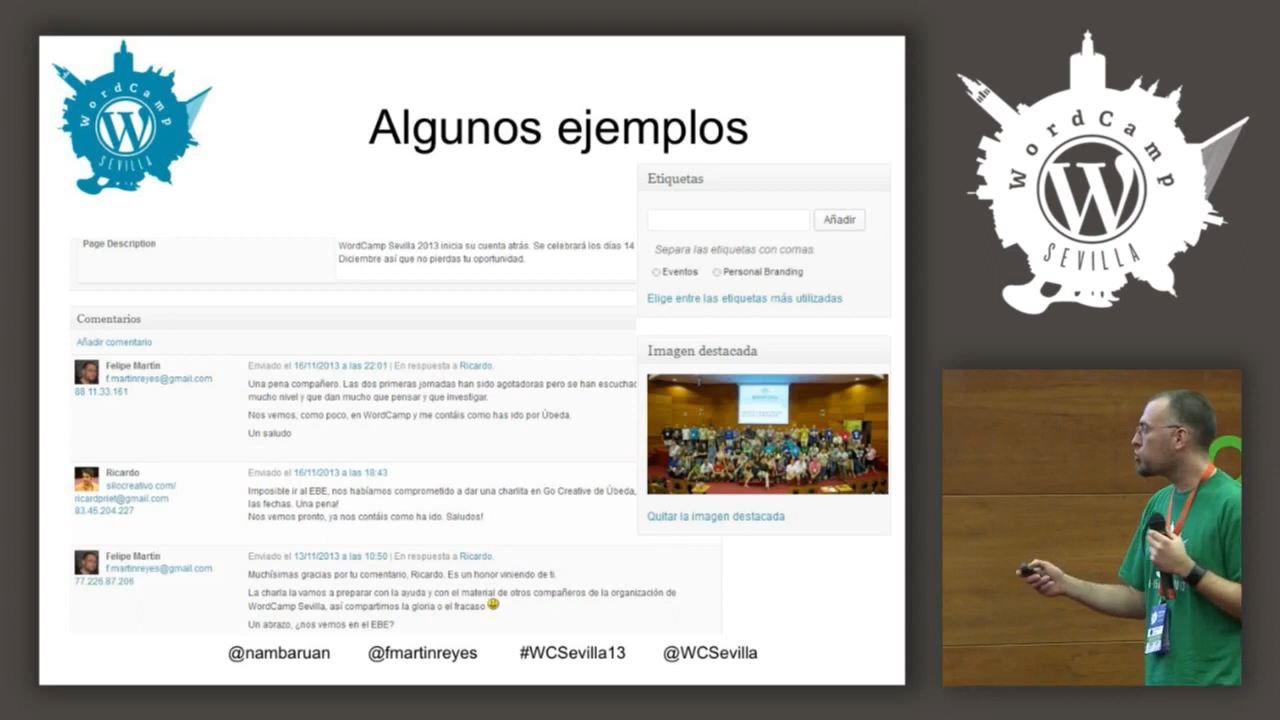 WordCamp
SEVILLA
Algunos ejemplos
Page Description
WordCamp Sevilla 2013 inicia su cuenta atrás. Se celebrará los días 14
Diciembre así que no pierdas tu oportunidad.
Etiquetas
Añadir
Separa las etiquetas con comas.
Eventos
Personal Branding
Elige entre las etiquetas más utilizadas
Comentarios
Añadir comentario
Felipe Martin
f.martinreyes@gmail.com
88.11.33.161
Enviado el 16/11/2013 a las 22:01 | En respuesta a Ricardo.
Una pena compañero. Las dos primeras jornadas han sido agotadoras pero se han escuchad
mucho nivel y que dan mucho que pensar y que investigar.
Nos vemos, como poco, en WordCamp y me contáis como has ido por Úbeda.
Un saludo
Ricardo
silocreativo.com/
ricardpriet@gmail.com
83.45.204.227
Enviado el 16/11/2013 a las 18:43
Imposible ir al EBE, nos habíamos comprometido a dar una charlita en Go Creative de Úbeda,
las fechas. Una pena!
Nos vemos pronto, ya nos contáis como ha ido. Saludos!
Felipe Martin
f.martinreyes@gmail.com
77.226.87.206
Enviado el 13/11/2013 a las 10:50 | En respuesta a Ricardo.
Muchísimas gracias por tu comentario, Ricardo. Es un honor viniendo de ti.
La charla la vamos a preparar con la ayuda y con el material de otros compañeros de la organización de
WordCamp Sevilla, así compartimos la gloria o el fracaso
Un abrazo, ¿nos vemos en el EBE?
Imagen destacada
Quitar la imagen destacada
@nambaruan
@fmartinreyes
#WCSevilla13
@WCSevilla
WordCamp
SEVILLA